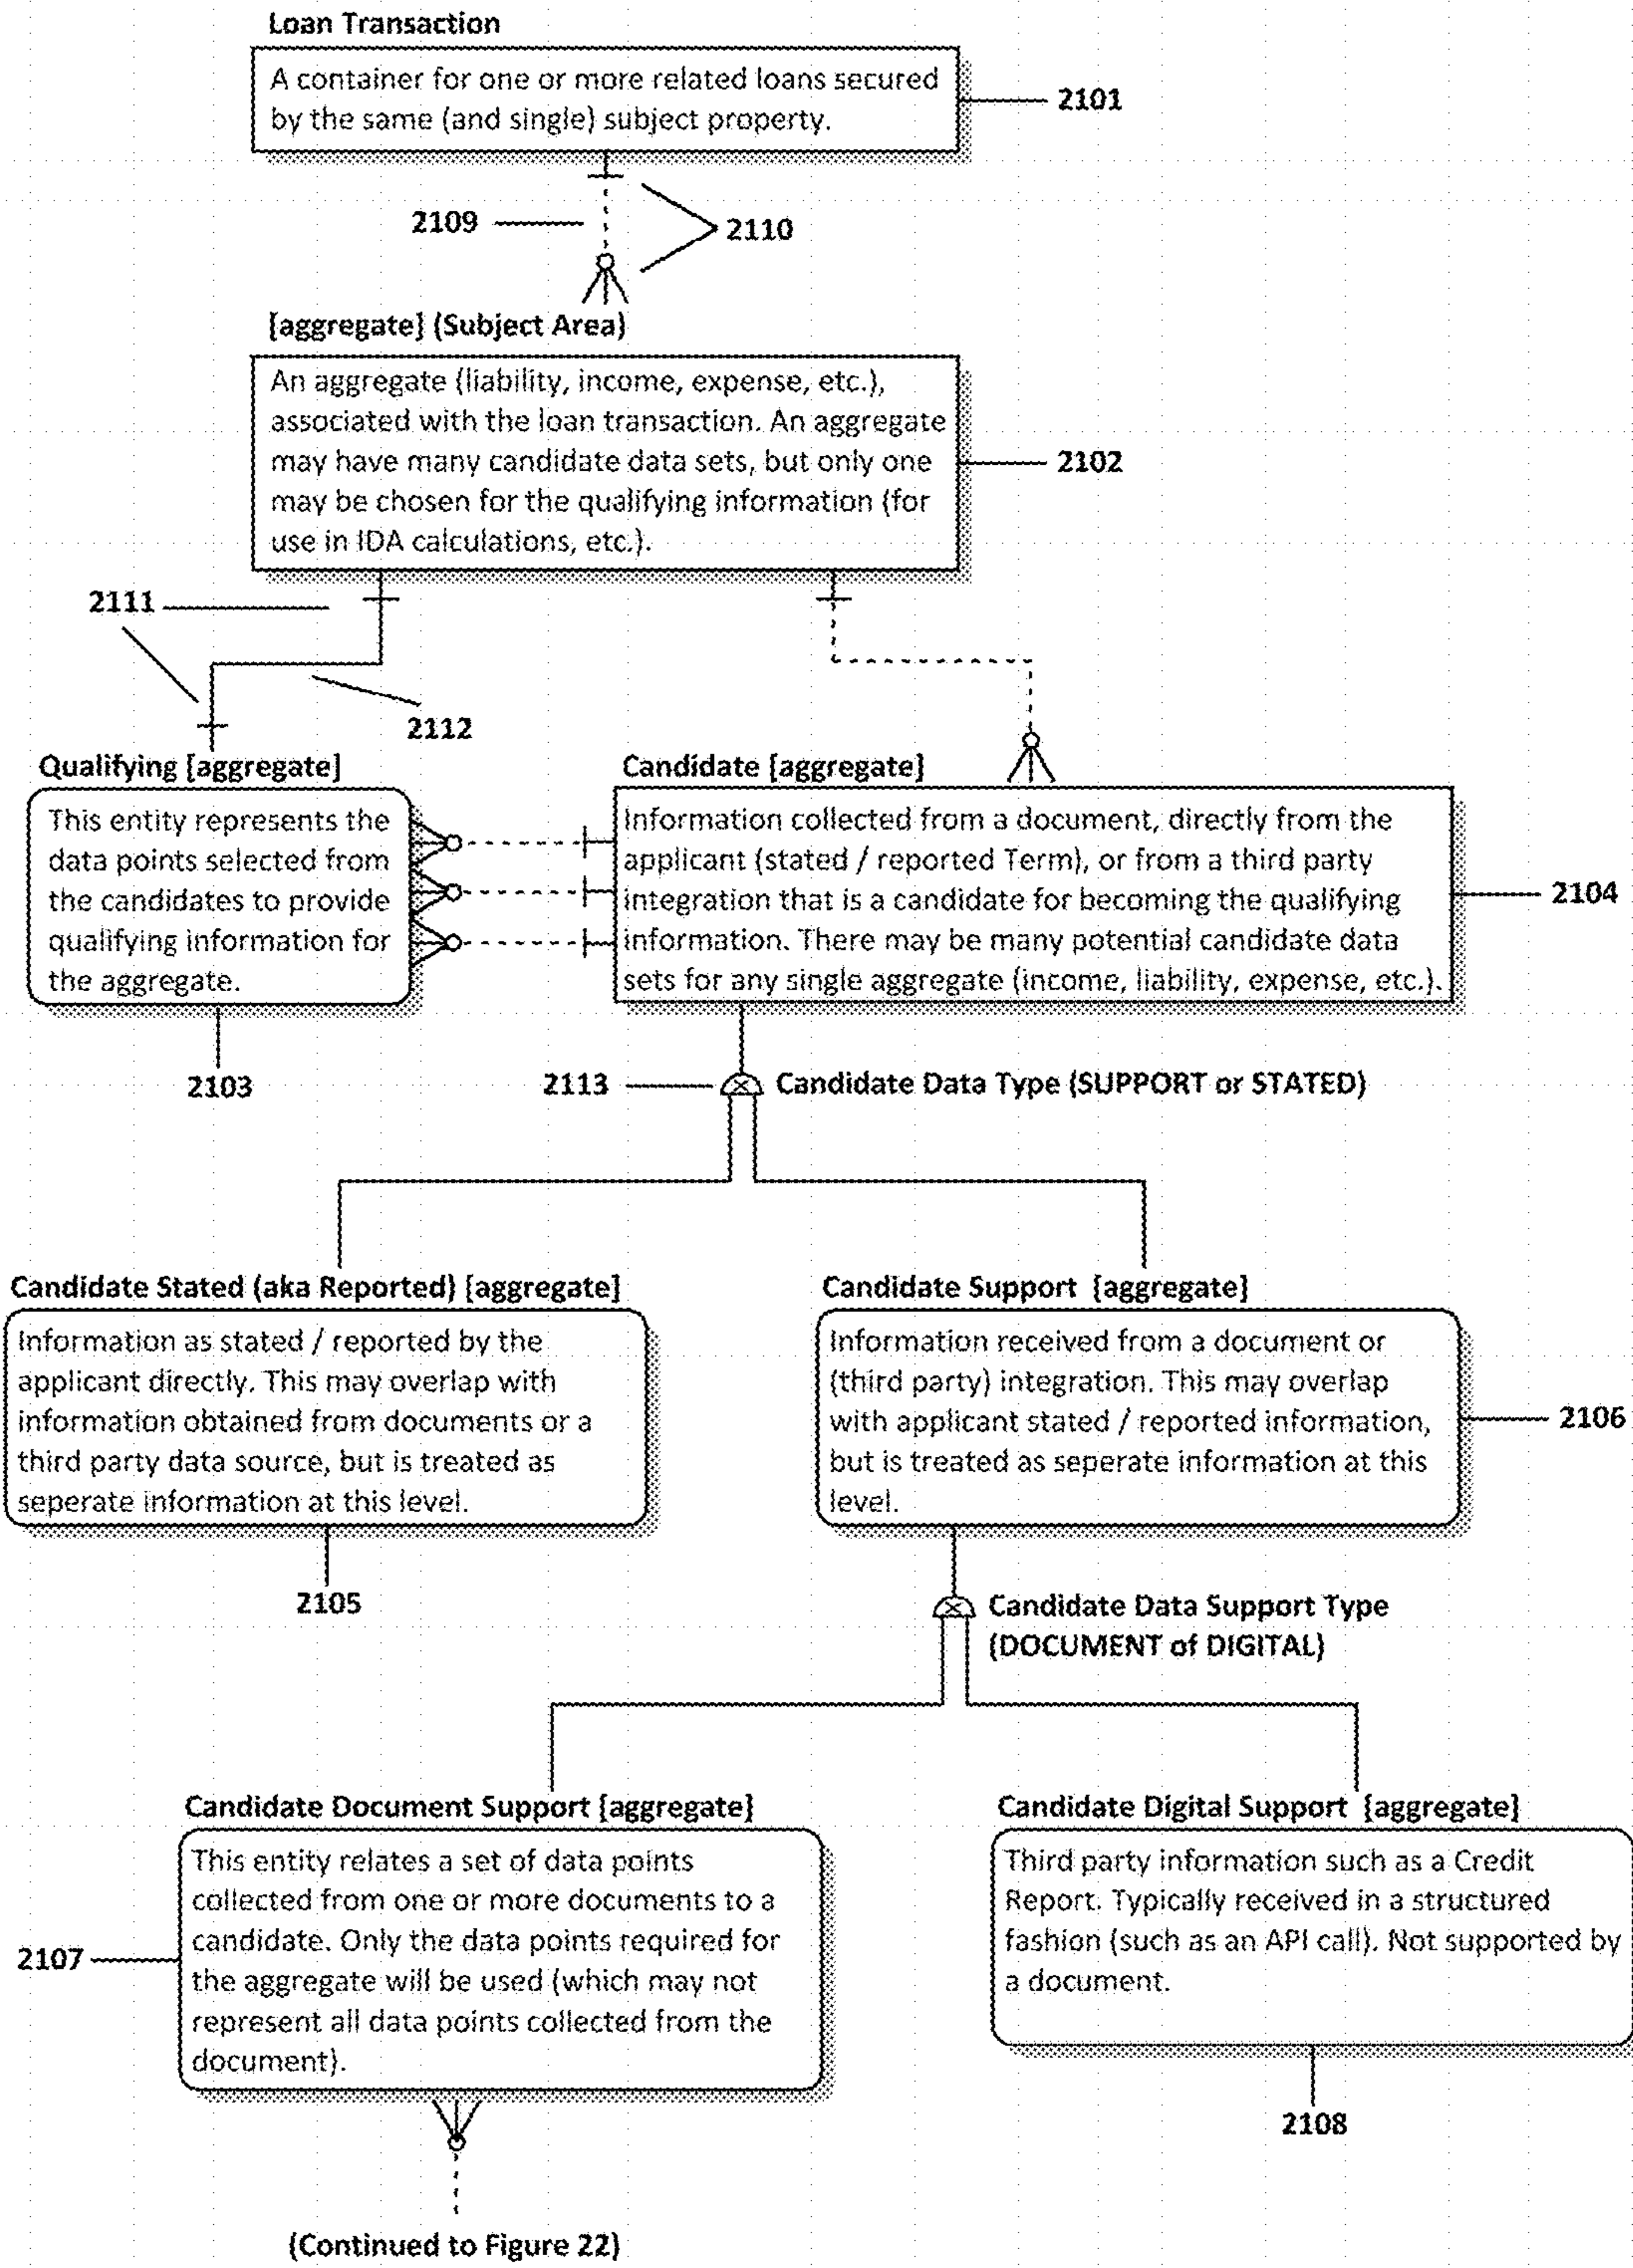 Loan Transaction
A container for one or more related loans secured
by the same (and single) subject property.
2101
2109
2110
[aggregate] (Subject Area)
An aggregate (liability, income, expense, etc.),
associated with the loan transaction. An aggregate
may have many candidate data sets, but only one
may be chosen for the qualifying information (for
use in IDA calculations, etc.).
2102
2111
2112
Qualifying [aggregate]
This entity represents the
data points selected from
the candidates to provide
qualifying information for
the aggregate.
2103
Candidate [aggregate]
Information collected from a document, directly from the
applicant (stated / reported Term), or from a third party
integration that is a candidate for becoming the qualifying
information. There may be many potential candidate data
sets for any single aggregate (income, liability, expense, etc.).
2104
2113
Candidate Data Type (SUPPORT or STATED)
Candidate Stated (aka Reported) [aggregate]
Information as stated / reported by the
applicant directly. This may overlap with
information obtained from documents or a
third party data source, but is treated as
seperate information at this level.
2105
Candidate Support [aggregate]
Information received from a document or
(third party) integration. This may overlap
with applicant stated / reported information,
but is treated as seperate information at this
level.
2106
Candidate Data Support Type
(DOCUMENT of DIGITAL)
Candidate Document Support [aggregate]
This entity relates a set of data points
collected from one or more documents to a
candidate. Only the data points required for
the aggregate will be used (which may not
represent all data points collected from the
document).
2107
Candidate Digital Support [aggregate]
Third party information such as a Credit
Report. Typically received in a structured
fashion (such as an API call). Not supported by
a document.
2108
(Continued to Figure 22)